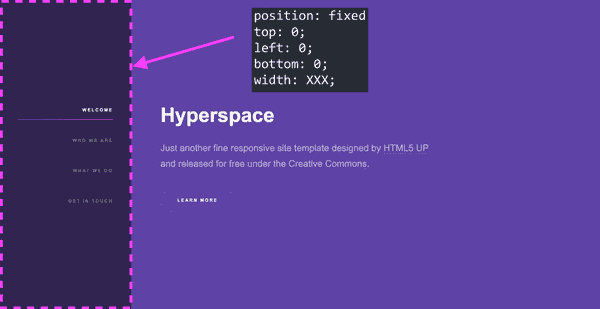 position: fixed
top: 0;
left: 0;
bottom: 0;
width: XXX;
WELCOME
WHO WE ARE
WHAT WE DO
GET IN TOUCH
Hyperspace
Just another fine responsive site template designed by HTML5 UP
and released for free under the Creative Commons.
LEARN MORE